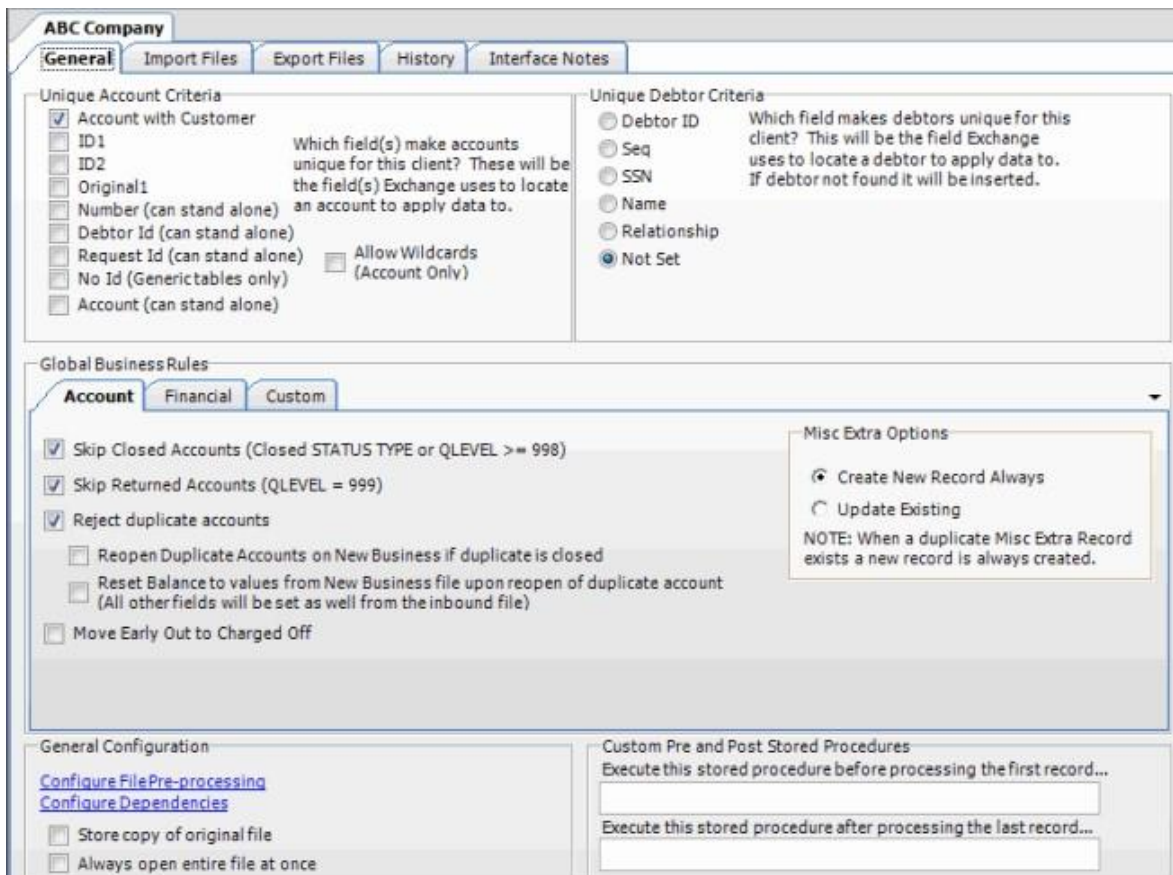 ABC Company
General
Import Files
Export Files
History
Interface Notes
Unique Account Criteria
Account with Customer
ID1
ID2
Original1
Number (can stand alone)
Debtor Id (can stand alone)
Request Id (can stand alone)
No Id (Generic tables only)
Account (can stand alone)
Which field(s) make accounts
unique for this client? These will be
the field(s) Exchange uses to locate
an account to apply data to.
Allow Wildcards
(Account Only)
Unique Debtor Criteria
Debtor ID
Seq
SSN
Name
Relationship
Not Set
Which field makes debtors unique for this
client? This will be the field Exchange
uses to locate a debtor to apply data to.
If debtor not found it will be inserted.
Global Business Rules
Account
Financial
Custom
Skip Closed Accounts (Closed STATUS TYPE or QLEVEL >= 998)
Skip Returned Accounts (QLEVEL = 999)
Reject duplicate accounts
Reopen Duplicate Accounts on New Business if duplicate is closed
Reset Balance to values from New Business file upon reopen of duplicate account
(All other fields will be set as well from the inbound file)
Move Early Out to Charged Off
Misc Extra Options
Create New Record Always
Update Existing
NOTE: When a duplicate Misc Extra Record
exists a new record is always created.
General Configuration
Configure File Pre-processing
Configure Dependencies
Store copy of original file
Always open entire file at once
Custom Pre and Post Stored Procedures
Execute this stored procedure before processing the first record...
Execute this stored procedure after processing the last record...